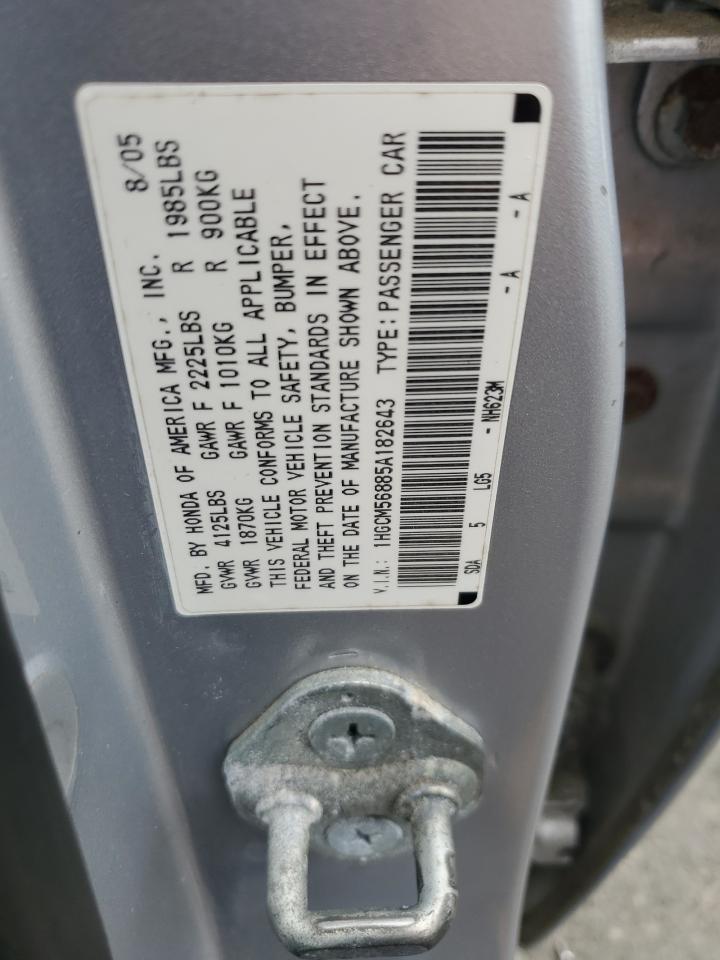 MFD. BY HONDA OF AMERICA MFG., INC. 8/05
GVWR 4125LBS GAWR F 2225LBS R 1985LBS
GVWR 1870KG GAWR F 1010KG R 900KG
THIS VEHICLE CONFORMS TO ALL APPLICABLE
FEDERAL MOTOR VEHICLE SAFETY, BUMPER,
AND THEFT PREVENTION STANDARDS IN EFFECT
ON THE DATE OF MANUFACTURE SHOWN ABOVE.
V.I.N.: 1HGCM56885A182643 TYPE: PASSENGER CAR
SDA 5 LG5 - NH623M - A - A